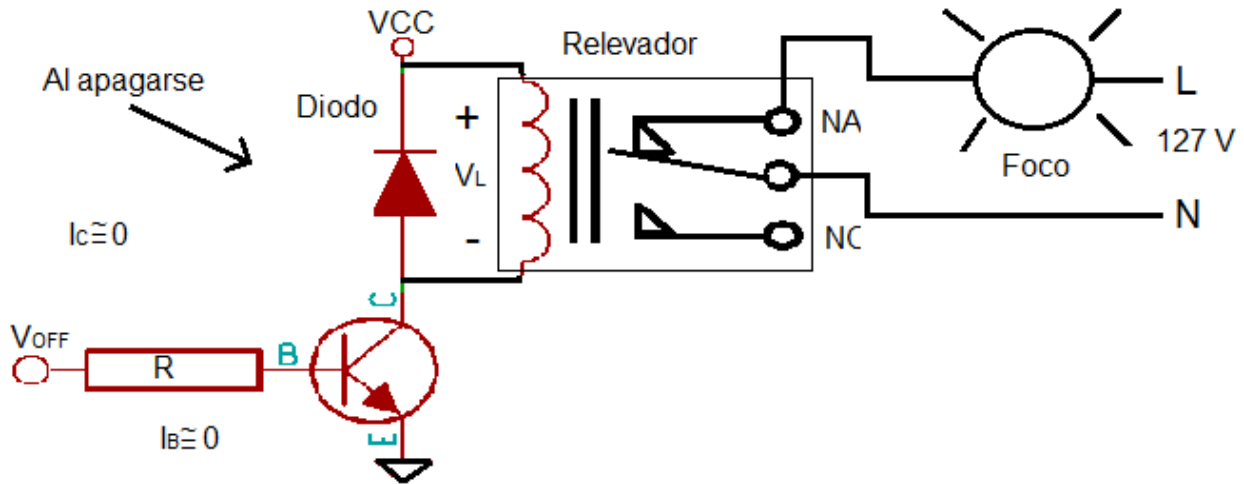 VCC
Relevador
L
Al apagarse
Diodo
+
NA
127 V
Foco
VL
IC≅0
-
NC
N
C
VOFF
R
B
E
IB≅0